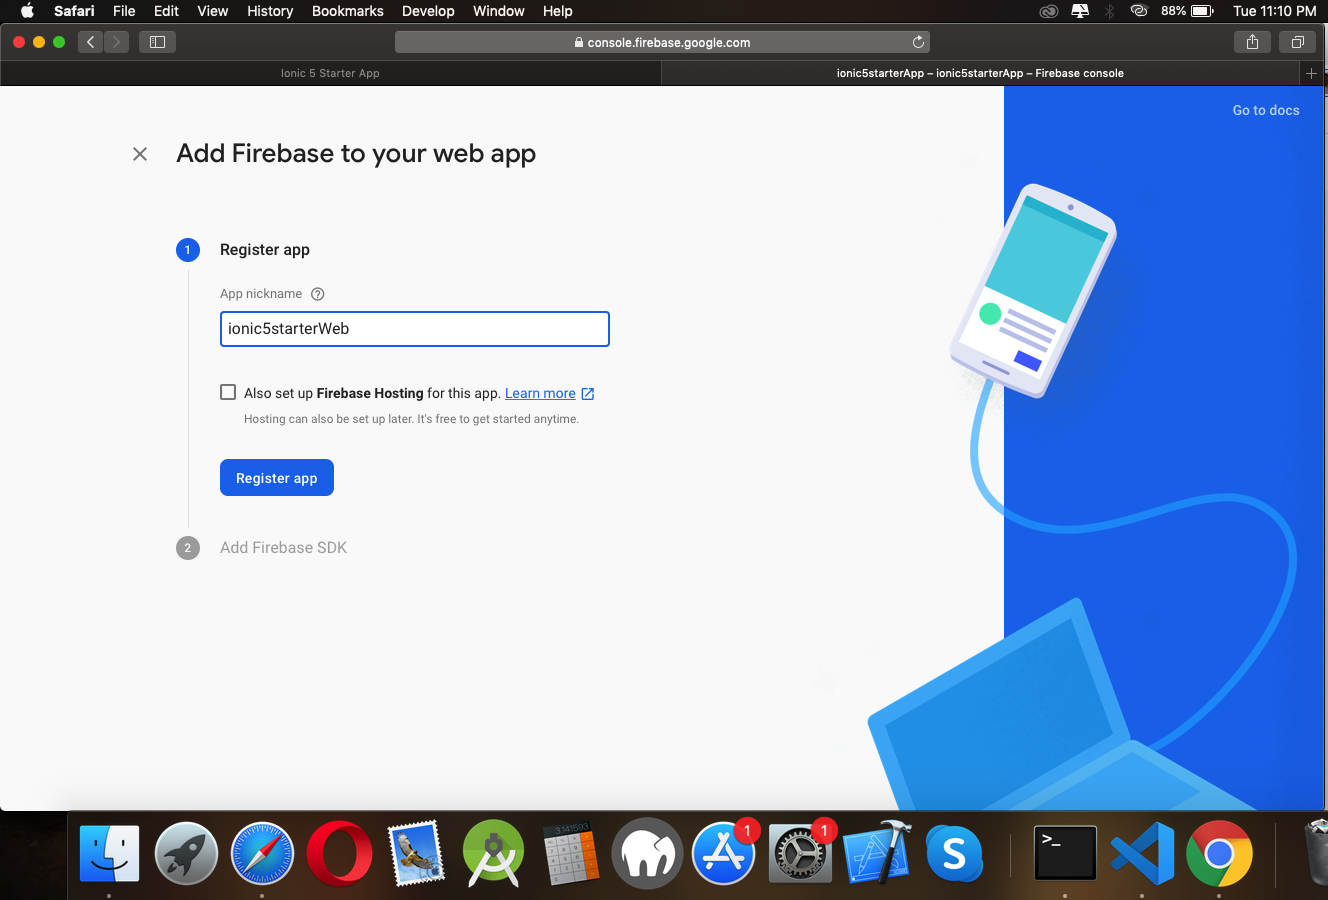 Safari File Edit View History Bookmarks Develop Window Help 88% Tue 11:10 PM
console.firebase.google.com
Ionic 5 Starter App
ionic5starterApp – ionic5starterApp – Firebase console
Go to docs
Add Firebase to your web app
1 Register app
App nickname
ionic5starterWeb
Also set up Firebase Hosting for this app. Learn more
Hosting can also be set up later. It's free to get started anytime.
Register app
2 Add Firebase SDK
3.141593
1
1
S
>_